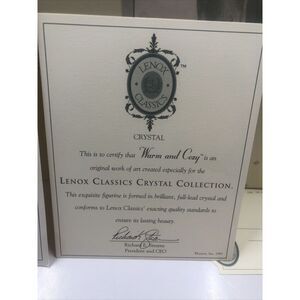 LENOX
CLASSICS
™
CRYSTAL
This is to certify that "Warm and Cozy" is an
original work of art created especially for the
LENOX CLASSICS CRYSTAL COLLECTION.
This exquisite figurine is formed in brilliant, full-lead crystal and
conforms to Lenox Classics' exacting quality standards to
ensure its lasting beauty.
President and CEO